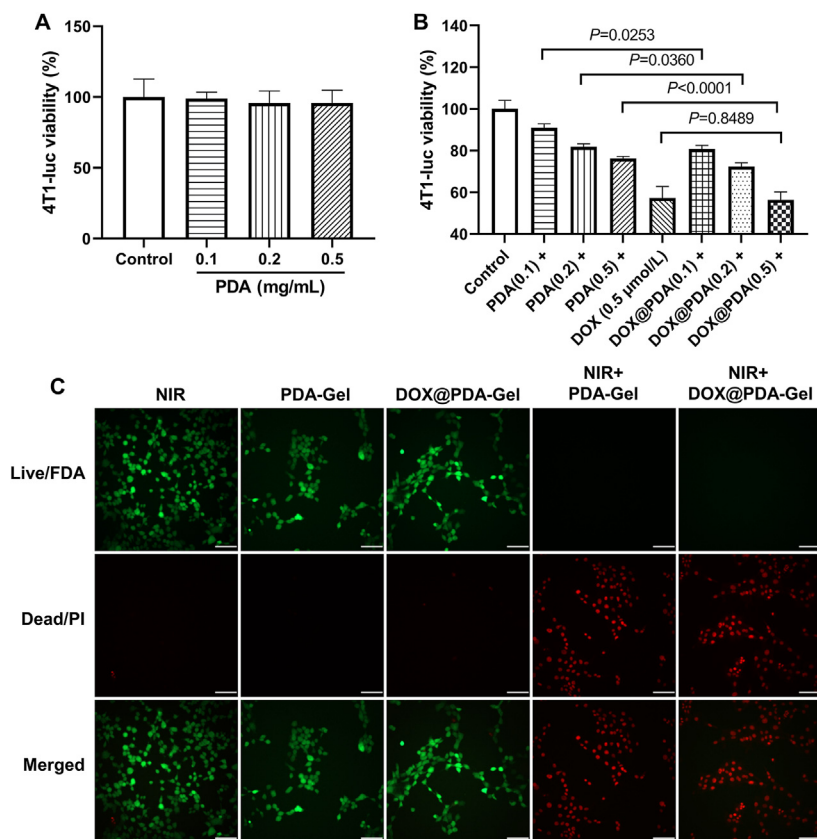 A
4T1-luc viability (%)
150
100
50
0
Control
0.1
0.2
0.5
PDA (mg/mL)
B
4T1-luc viability (%)
140
120
100
80
60
40
P=0.0253
P=0.0360
P<0.0001
P=0.8489
Control
PDA(0.1) +
PDA(0.2) +
PDA(0.5) +
DOX (0.5 μmol/L)
DOX@PDA(0.1) +
DOX@PDA(0.2) +
DOX@PDA(0.5) +
C
NIR
PDA-Gel
DOX@PDA-Gel
NIR+
PDA-Gel
NIR+
DOX@PDA-Gel
Live/FDA
Dead/PI
Merged